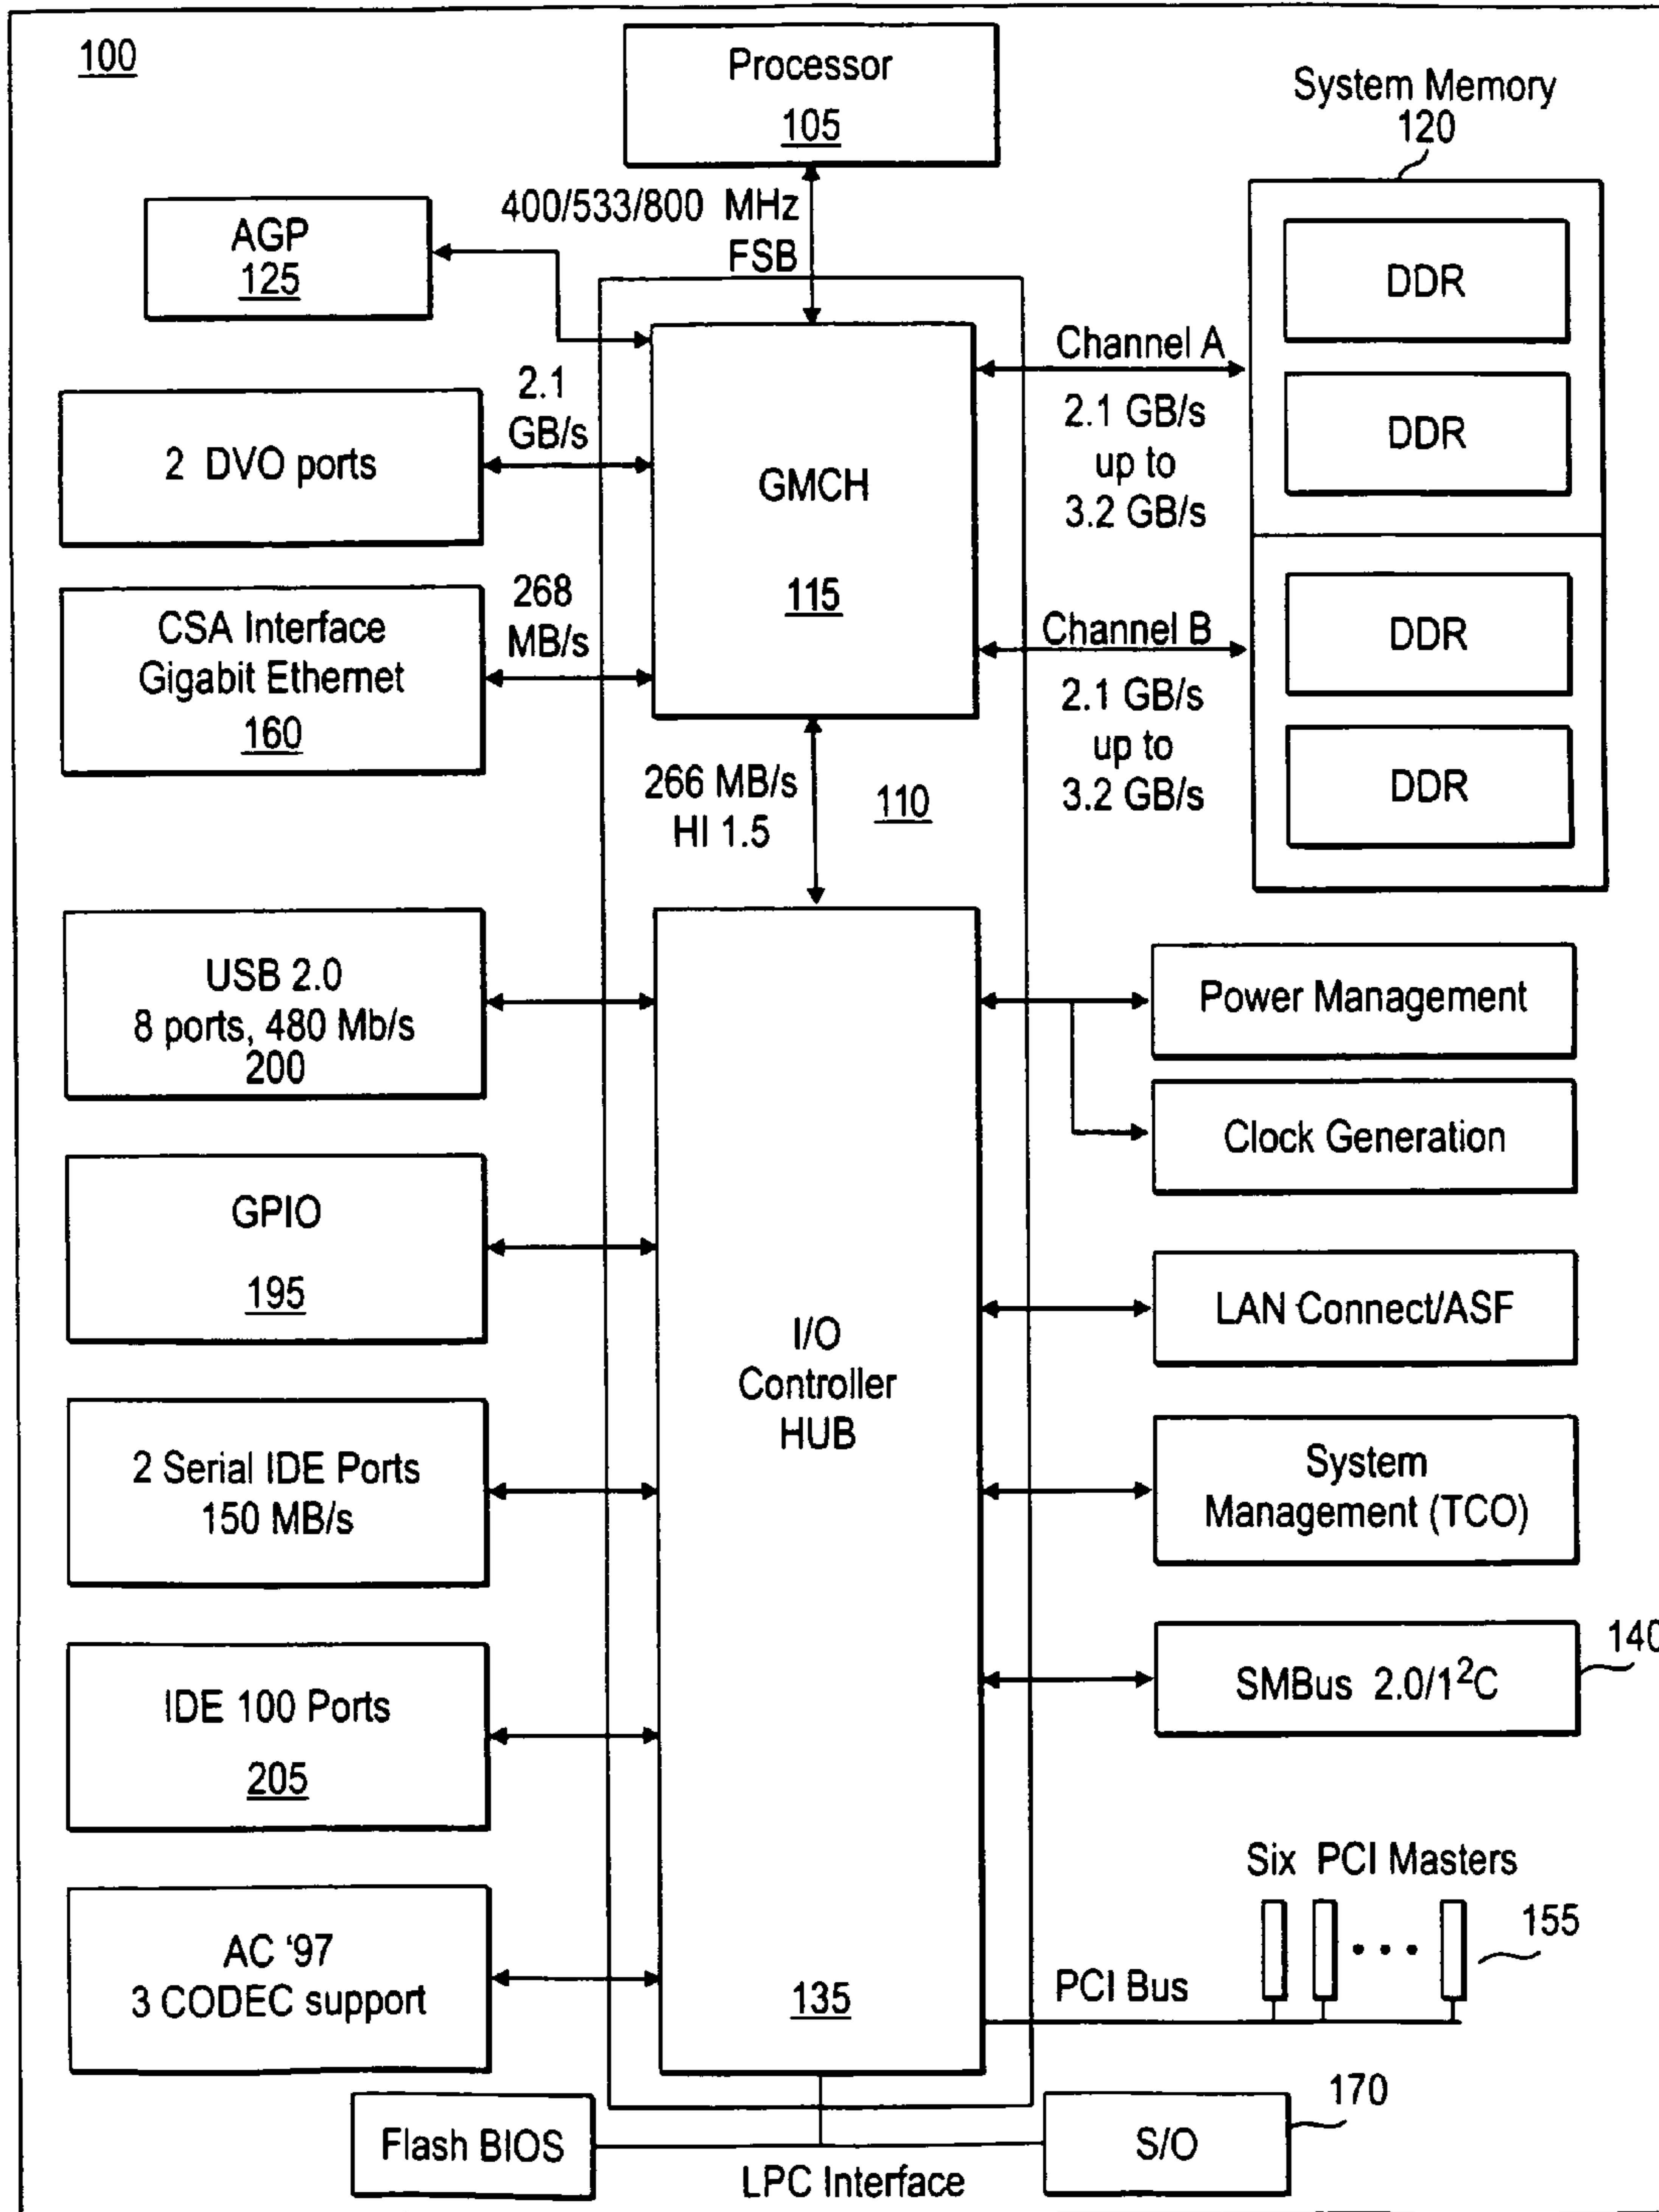 100
Processor
105
System Memory
120
400/533/800 MHz
FSB
AGP
125
DDR
DDR
DDR
DDR
2.1
GB/s
2 DVO ports
GMCH
115
Channel A
2.1 GB/s
up to
3.2 GB/s
268
MB/s
CSA Interface
Gigabit Ethernet
160
Channel B
2.1 GB/s
up to
3.2 GB/s
266 MB/s
HI 1.5
110
USB 2.0
8 ports, 480 Mb/s
200
Power Management
Clock Generation
GPIO
195
LAN Connect/ASF
I/O
Controller
HUB
135
2 Serial IDE Ports
150 MB/s
System
Management (TCO)
IDE 100 Ports
205
SMBus 2.0/1²C
140
AC ‘97
3 CODEC support
Six PCI Masters
155
PCI Bus
Flash BIOS
LPC Interface
S/O
170